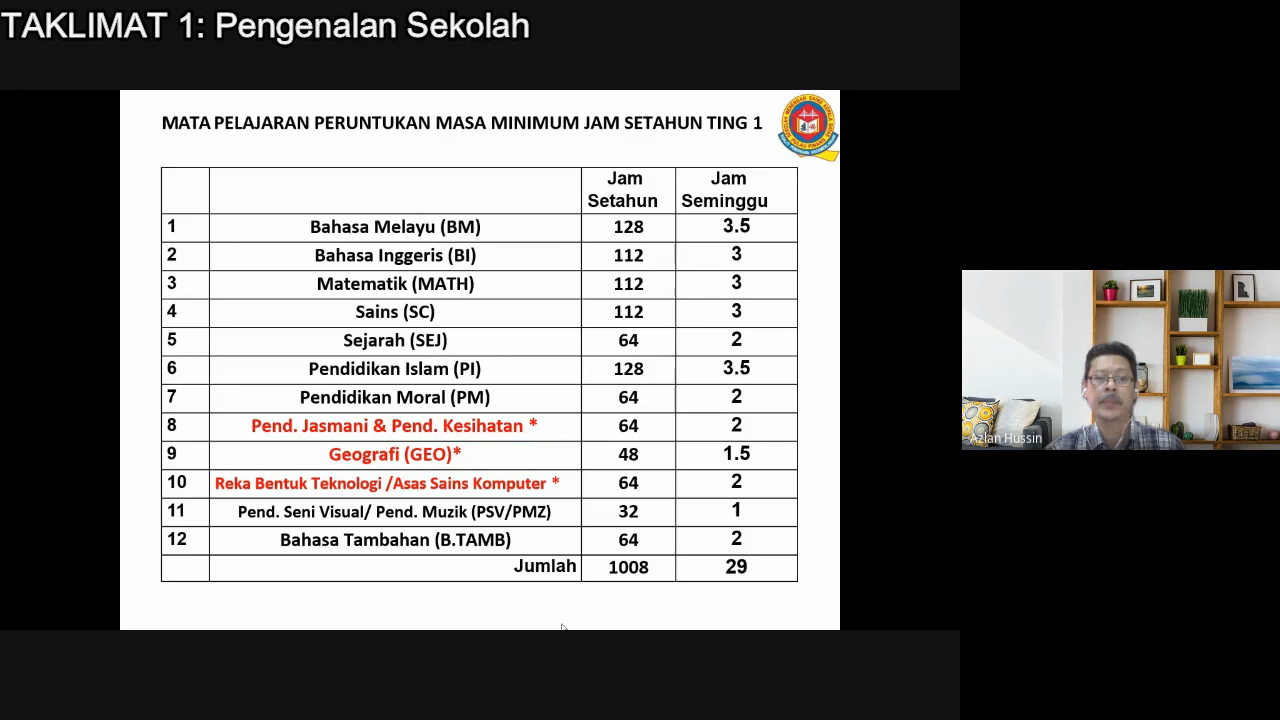 TAKLIMAT 1: Pengenalan Sekolah
MATA PELAJARAN PERUNTUKAN MASA MINIMUM JAM SETAHUN TING 1
Jam Setahun Jam Seminggu
1 Bahasa Melayu (BM) 128 3.5
2 Bahasa Inggeris (BI) 112 3
3 Matematik (MATH) 112 3
4 Sains (SC) 112 3
5 Sejarah (SEJ) 64 2
6 Pendidikan Islam (PI) 128 3.5
7 Pendidikan Moral (PM) 64 2
8 Pend. Jasmani & Pend. Kesihatan * 64 2
9 Geografi (GEO)* 48 1.5
10 Reka Bentuk Teknologi /Asas Sains Komputer * 64 2
11 Pend. Seni Visual/ Pend. Muzik (PSV/PMZ) 32 1
12 Bahasa Tambahan (B.TAMB) 64 2
Jumlah 1008 29
Azlan Hussin